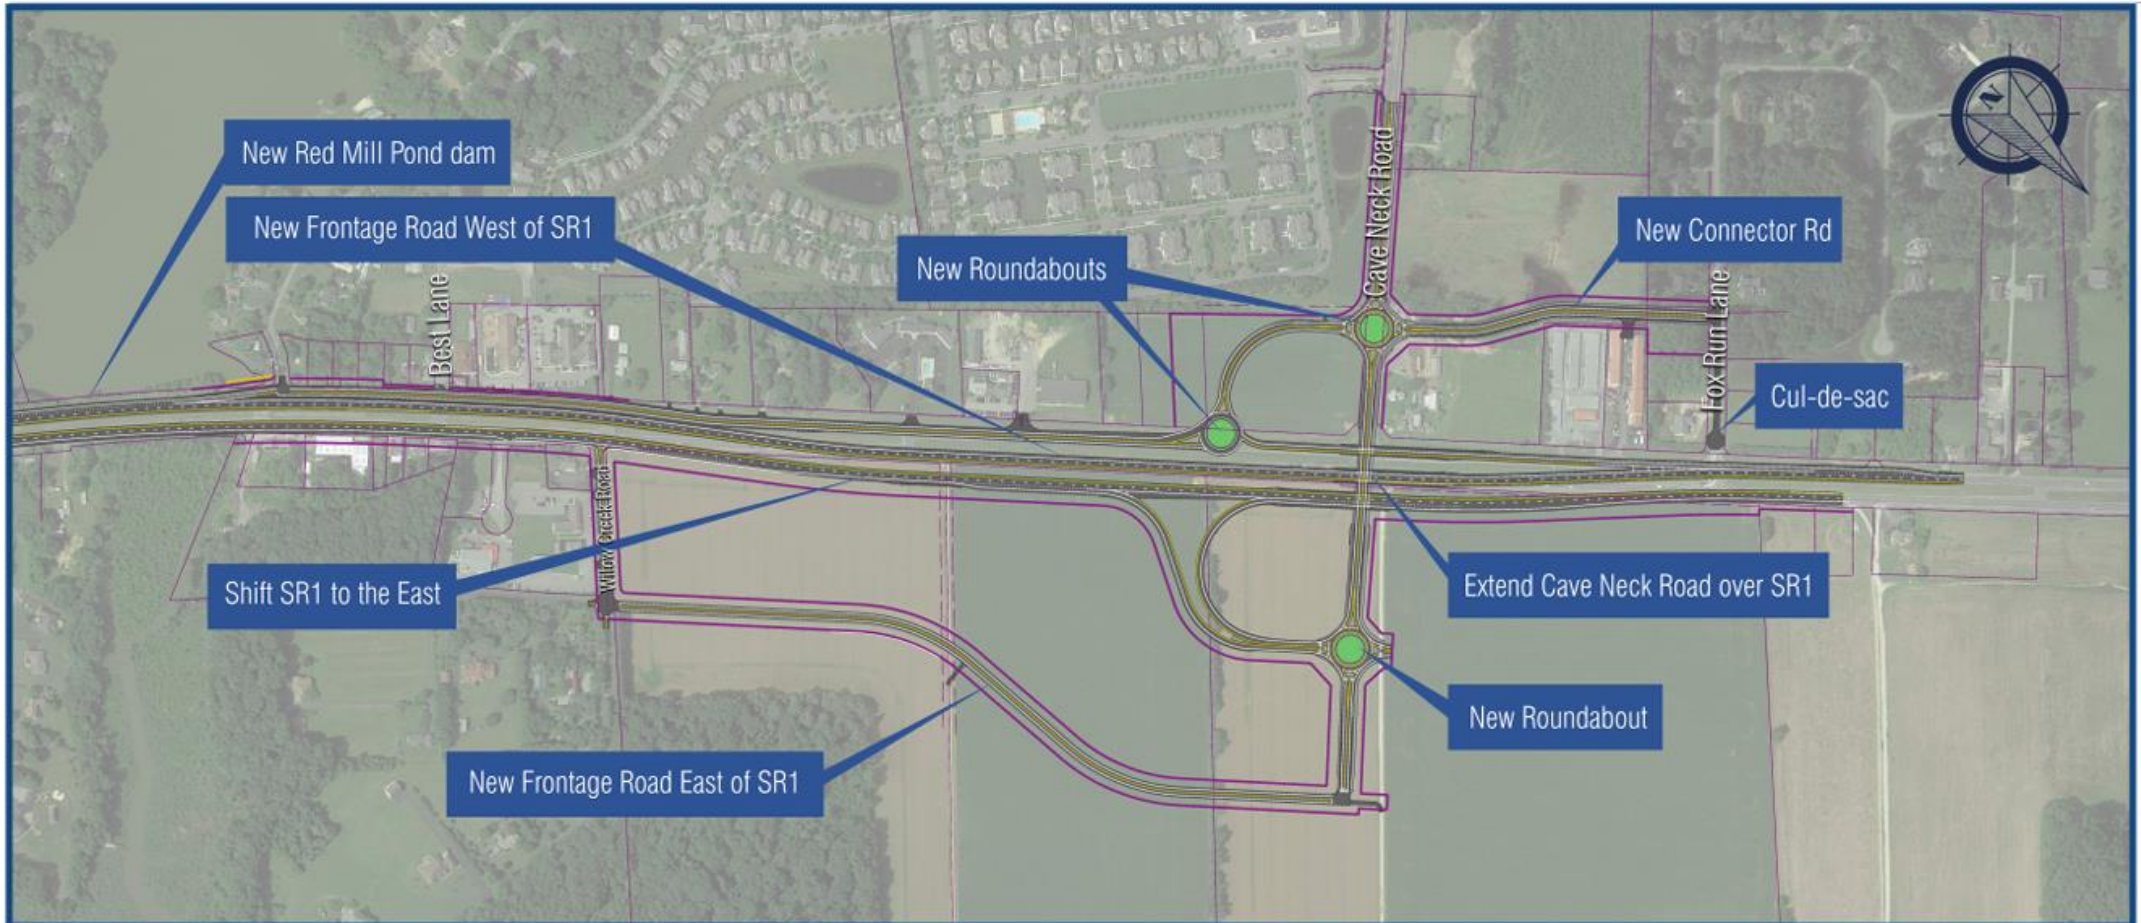 New Red Mill Pond dam
New Frontage Road West of SR1
Best Lane
New Roundabouts
Cave Neck Road
New Connector Rd
N
Fox Run Lane
Cul-de-sac
Willow Creek Road
Shift SR1 to the East
Extend Cave Neck Road over SR1
New Roundabout
New Frontage Road East of SR1